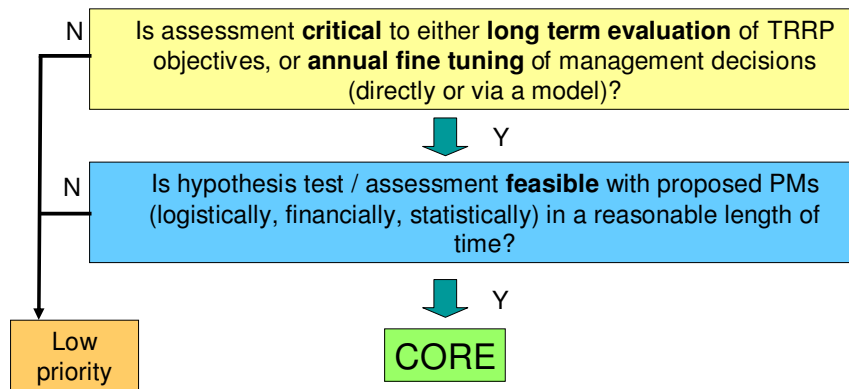 N
Is assessment critical to either long term evaluation of TRRP
objectives, or annual fine tuning of management decisions
(directly or via a model)?
Y
N
Is hypothesis test / assessment feasible with proposed PMs
(logistically, financially, statistically) in a reasonable length of
time?
Y
Low
priority
CORE